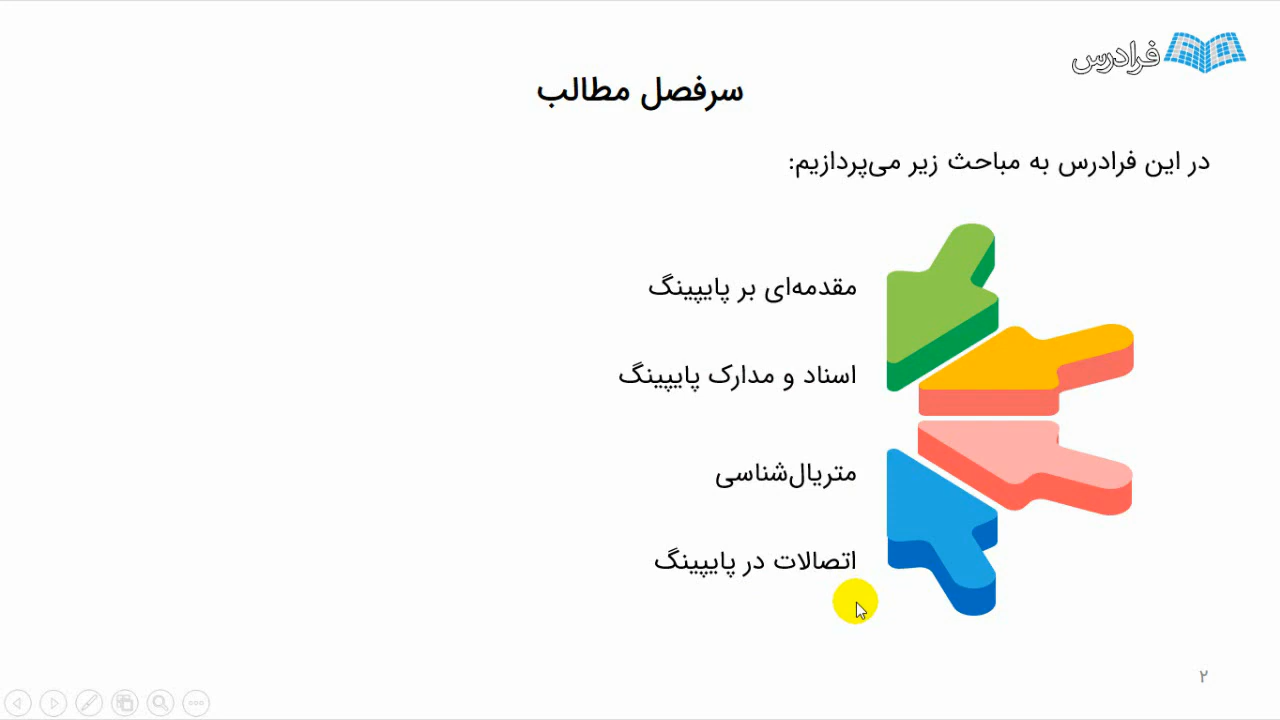 فرادرس
سرفصل مطالب
در این فرادرس به مباحث زیر می‌پردازیم:
مقدمه‌ای بر پایپینگ
اسناد و مدارک پایپینگ
متریال‌شناسی
اتصالات در پایپینگ
۲